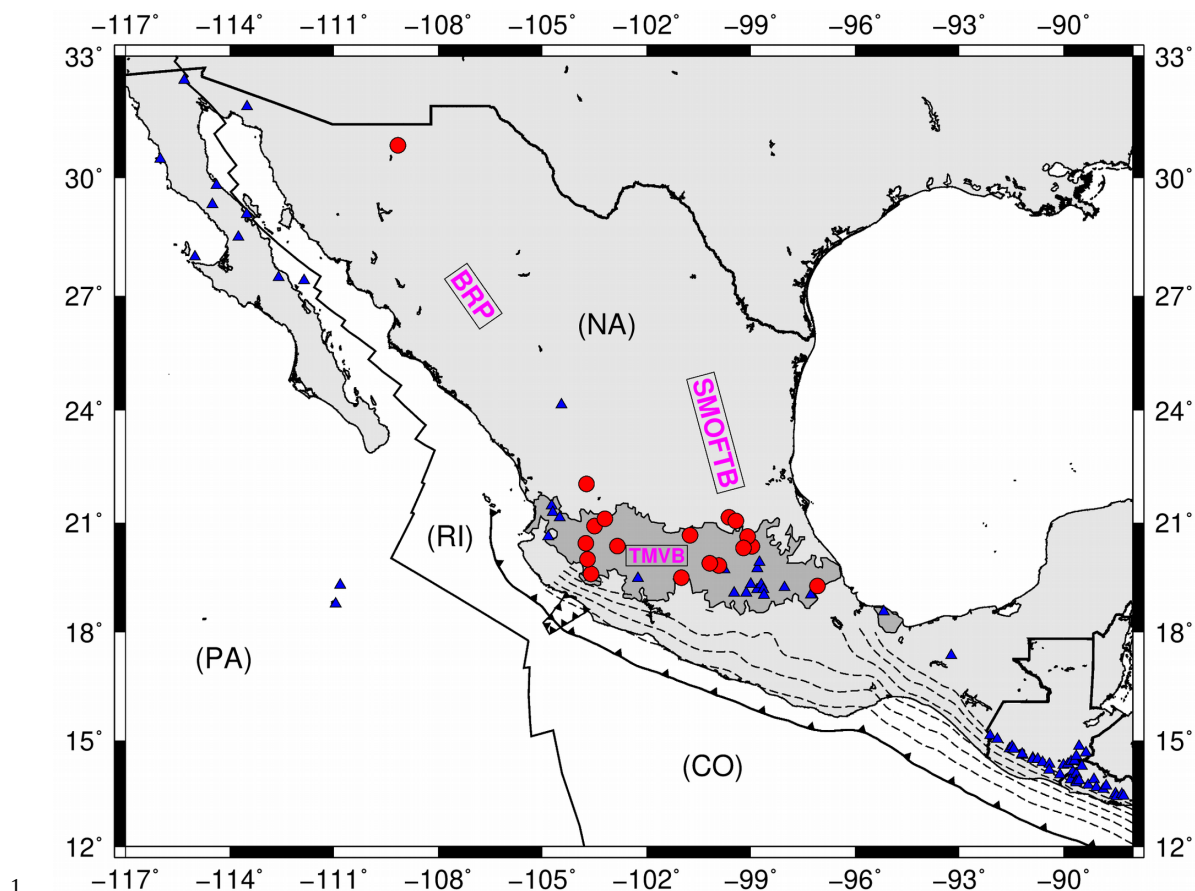 −117˚ −114˚ −111˚ −108˚ −105˚ −102˚ −99˚ −96˚ −93˚ −90˚
33˚ 33˚
30˚ 30˚
BRP
27˚ 27˚
(NA)
SMOFTB
24˚ 24˚
21˚ 21˚
(RI)
TMVB
18˚ 18˚
(PA)
15˚ 15˚
(CO)
12˚ 12˚
−117˚ −114˚ −111˚ −108˚ −105˚ −102˚ −99˚ −96˚ −93˚ −90˚
1